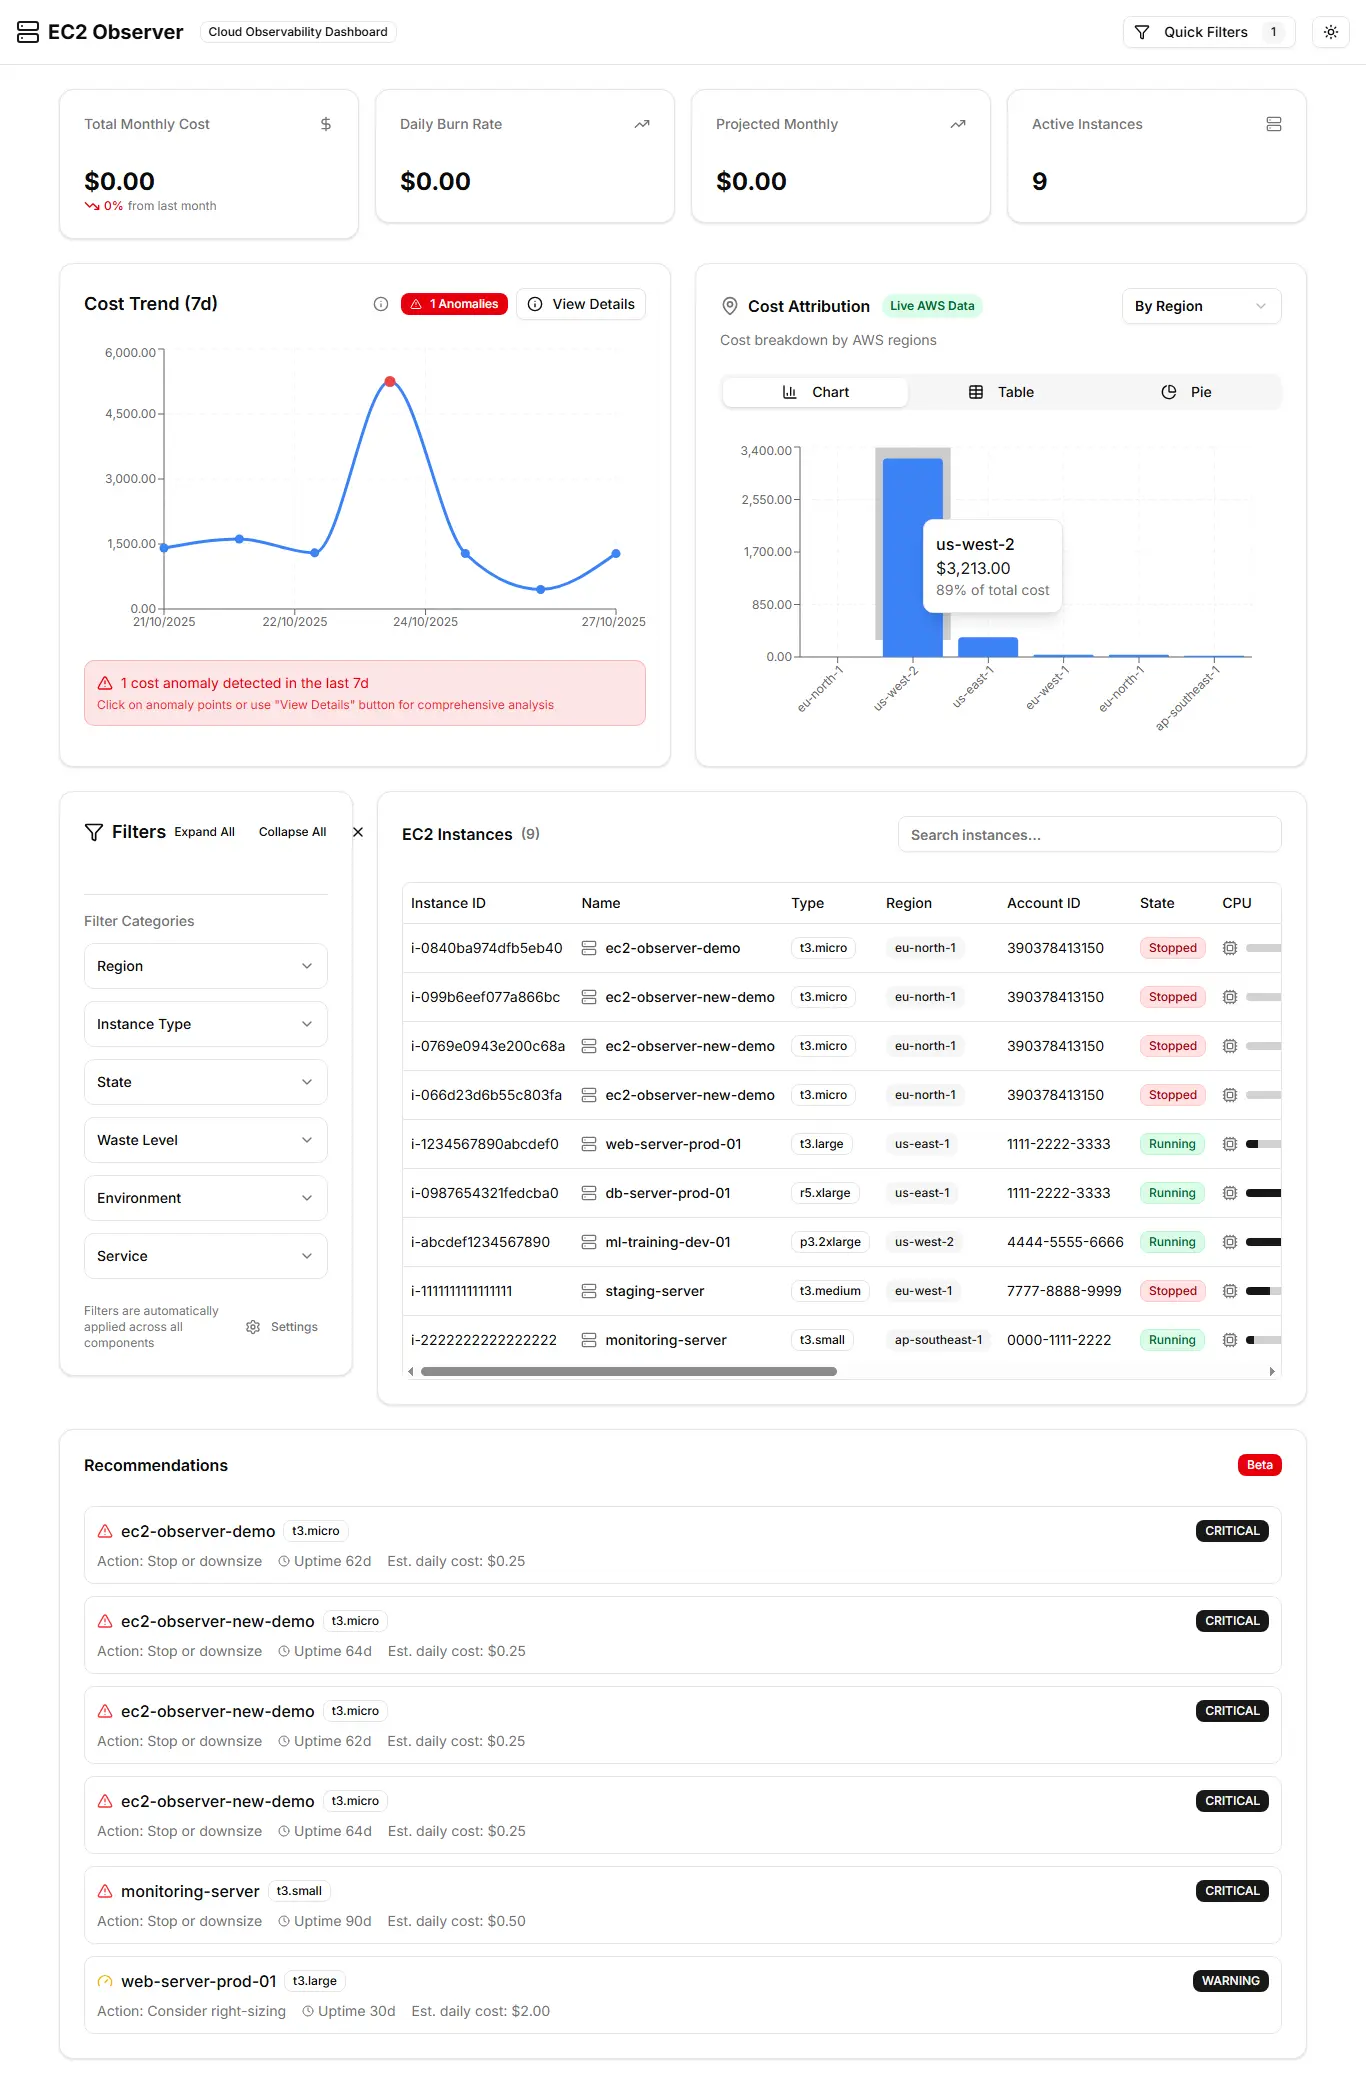 EC2 Observer
Cloud Observability Dashboard
Quick Filters 1
Total Monthly Cost
$0.00
0% from last month
Daily Burn Rate
$0.00
Projected Monthly
$0.00
Active Instances
9
Cost Trend (7d)
1 Anomalies
View Details
6,000.00
4,500.00
3,000.00
1,500.00
0.00
21/10/2025 22/10/2025 24/10/2025 27/10/2025
1 cost anomaly detected in the last 7d
Click on anomaly points or use "View Details" button for comprehensive analysis
Cost Attribution
Live AWS Data
By Region
Cost breakdown by AWS regions
Chart Table Pie
3,400.00
2,550.00
1,700.00
850.00
0.00
us-west-2
$3,213.00
89% of total cost
eu-north-1 us-west-2 us-east-1 eu-west-1 eu-north-1 ap-southeast-1
Filters Expand All Collapse All
Filter Categories
Region
Instance Type
State
Waste Level
Environment
Service
Filters are automatically
applied across all
components
Settings
EC2 Instances (9)
Search instances...
Instance ID Name Type Region Account ID State CPU
i-0840ba974dfb5eb40 ec2-observer-demo t3.micro eu-north-1 390378413150 Stopped
i-099b6eef077a866bc ec2-observer-new-demo t3.micro eu-north-1 390378413150 Stopped
i-0769e0943e200c68a ec2-observer-new-demo t3.micro eu-north-1 390378413150 Stopped
i-066d23d6b55c803fa ec2-observer-new-demo t3.micro eu-north-1 390378413150 Stopped
i-1234567890abcdef0 web-server-prod-01 t3.large us-east-1 1111-2222-3333 Running
i-0987654321fedcba0 db-server-prod-01 r5.xlarge us-east-1 1111-2222-3333 Running
i-abcdef1234567890 ml-training-dev-01 p3.2xlarge us-west-2 4444-5555-6666 Running
i-1111111111111111 staging-server t3.medium eu-west-1 7777-8888-9999 Stopped
i-2222222222222222 monitoring-server t3.small ap-southeast-1 0000-1111-2222 Running
Recommendations
Beta
ec2-observer-demo t3.micro CRITICAL
Action: Stop or downsize Uptime 62d Est. daily cost: $0.25
ec2-observer-new-demo t3.micro CRITICAL
Action: Stop or downsize Uptime 64d Est. daily cost: $0.25
ec2-observer-new-demo t3.micro CRITICAL
Action: Stop or downsize Uptime 62d Est. daily cost: $0.25
ec2-observer-new-demo t3.micro CRITICAL
Action: Stop or downsize Uptime 64d Est. daily cost: $0.25
monitoring-server t3.small CRITICAL
Action: Stop or downsize Uptime 90d Est. daily cost: $0.50
web-server-prod-01 t3.large WARNING
Action: Consider right-sizing Uptime 30d Est. daily cost: $2.00